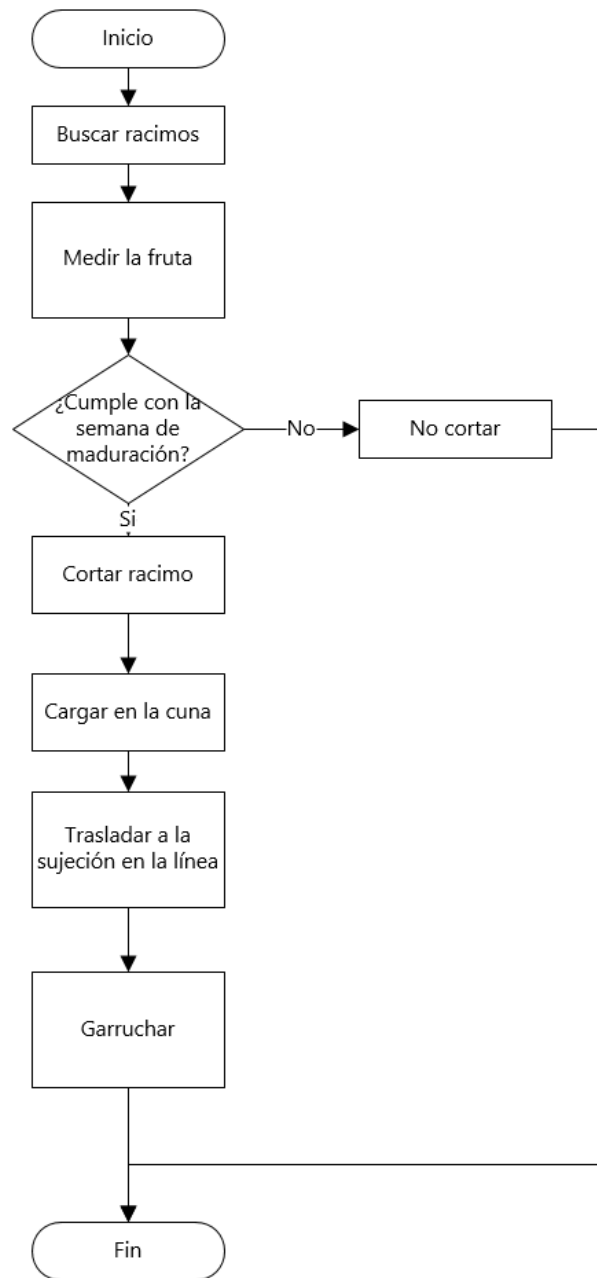 Inicio
Buscar racimos
Medir la fruta
¿Cumple con la
semana de
maduración?
No
No cortar
Si
Cortar racimo
Cargar en la cuna
Trasladar a la
sujeción en la línea
Garruchar
Fin